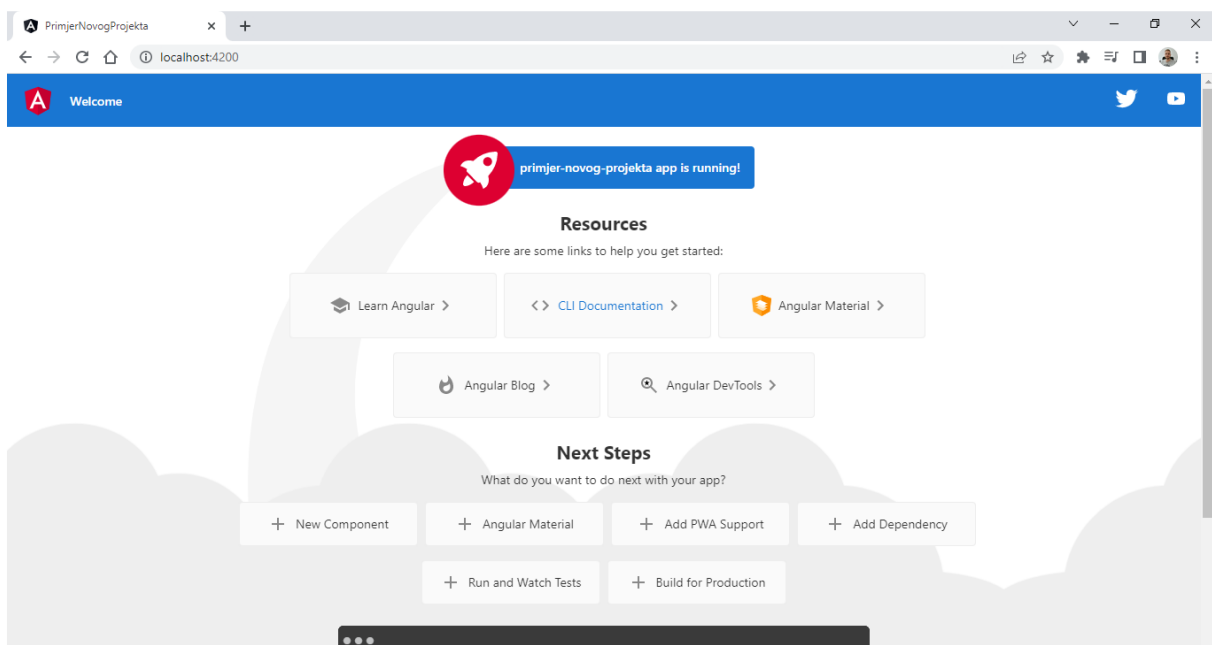 PrimjerNovogProjekta
localhost:4200
Welcome
primjer-novog-projekta app is running!
Resources
Here are some links to help you get started:
Learn Angular
CLI Documentation
Angular Material
Angular Blog
Angular DevTools
Next Steps
What do you want to do next with your app?
New Component
Angular Material
Add PWA Support
Add Dependency
Run and Watch Tests
Build for Production